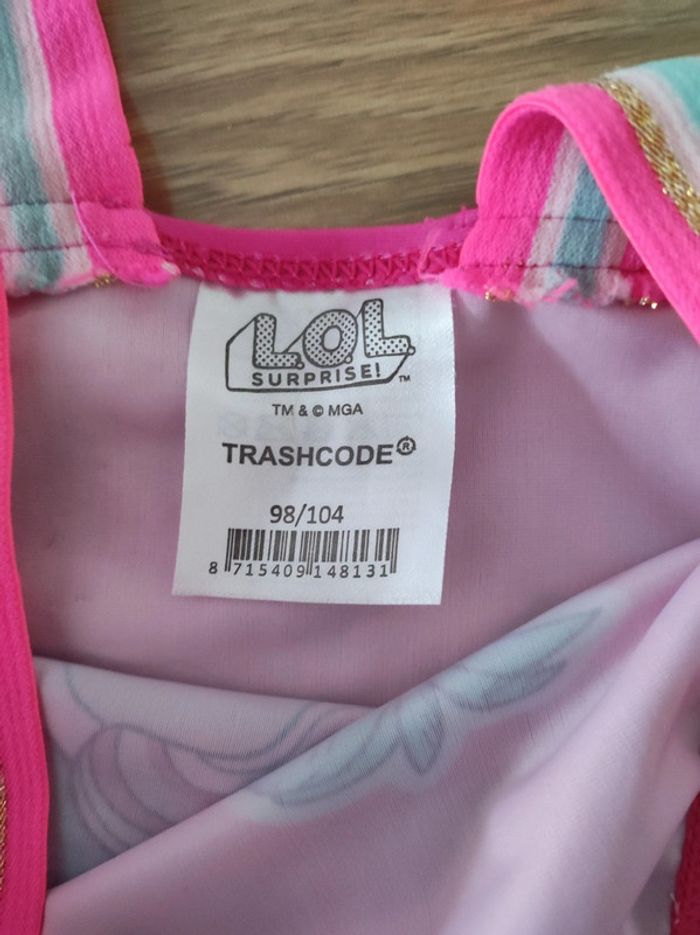 L.O.L.
SURPRISE!™
TM & © MGA
TRASHCODE®
98/104
8 715409 148131